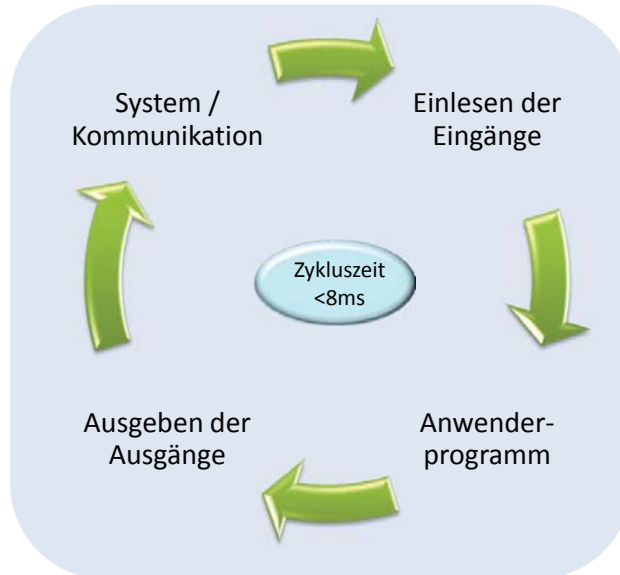 System /
Kommunikation
Einlesen der
Eingänge
Zykluszeit
<8ms
Ausgeben der
Ausgänge
Anwender-
programm